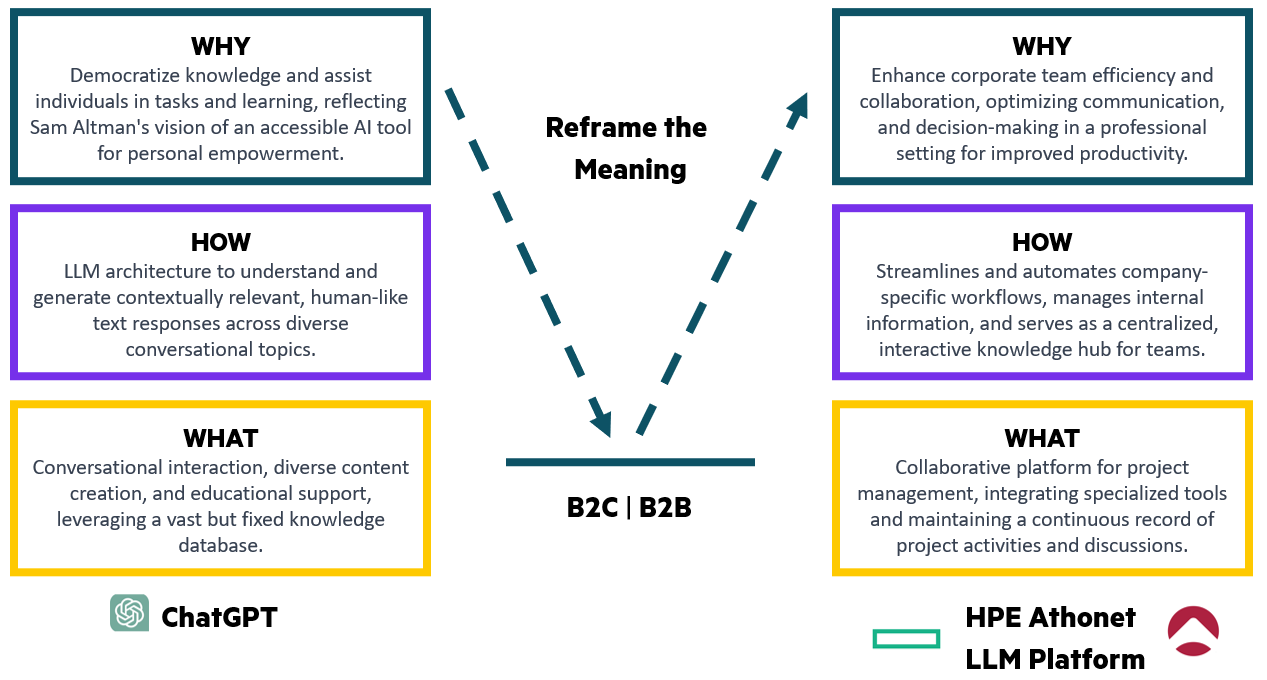 WHY
Democratize knowledge and assist
individuals in tasks and learning, reflecting
Sam Altman's vision of an accessible AI tool
for personal empowerment.
HOW
LLM architecture to understand and
generate contextually relevant, human-like
text responses across diverse
conversational topics.
WHAT
Conversational interaction, diverse content
creation, and educational support,
leveraging a vast but fixed knowledge
database.
ChatGPT
Reframe the
Meaning
B2C | B2B
WHY
Enhance corporate team efficiency and
collaboration, optimizing communication,
and decision-making in a professional
setting for improved productivity.
HOW
Streamlines and automates company-
specific workflows, manages internal
information, and serves as a centralized,
interactive knowledge hub for teams.
WHAT
Collaborative platform for project
management, integrating specialized tools
and maintaining a continuous record of
project activities and discussions.
HPE Athonet
LLM Platform